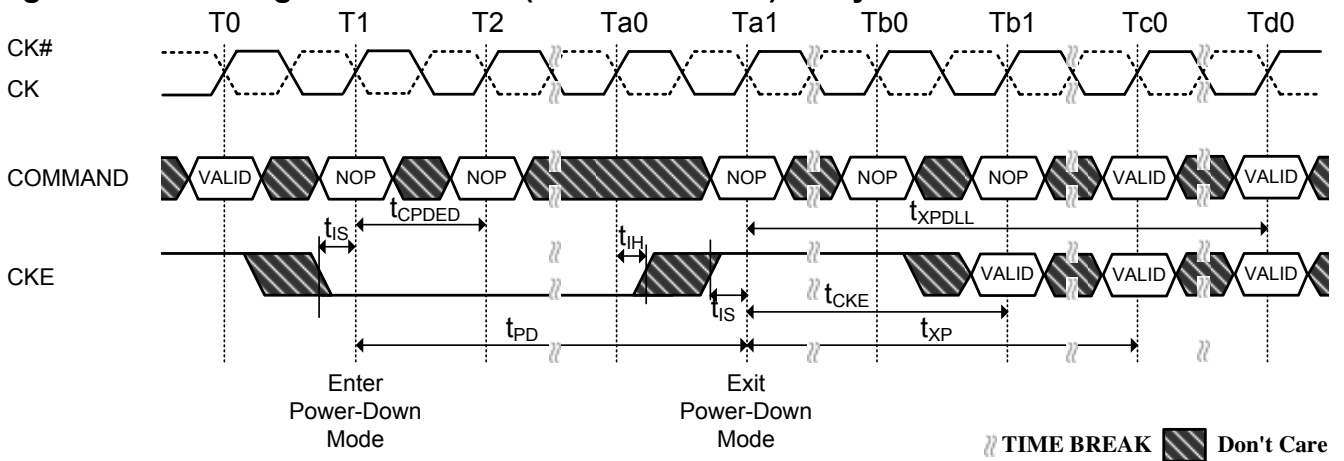 T0 T1 T2 Ta0 Ta1 Tb0 Tb1 Tc0 Td0
CK#
CK
COMMAND VALID NOP NOP NOP NOP NOP VALID VALID
tCPDED tXPDLL
tIS tIH
CKE VALID VALID VALID
tIS tCKE
tPD tXP
Enter
Power-Down
Mode
Exit
Power-Down
Mode
TIME BREAK Don't Care